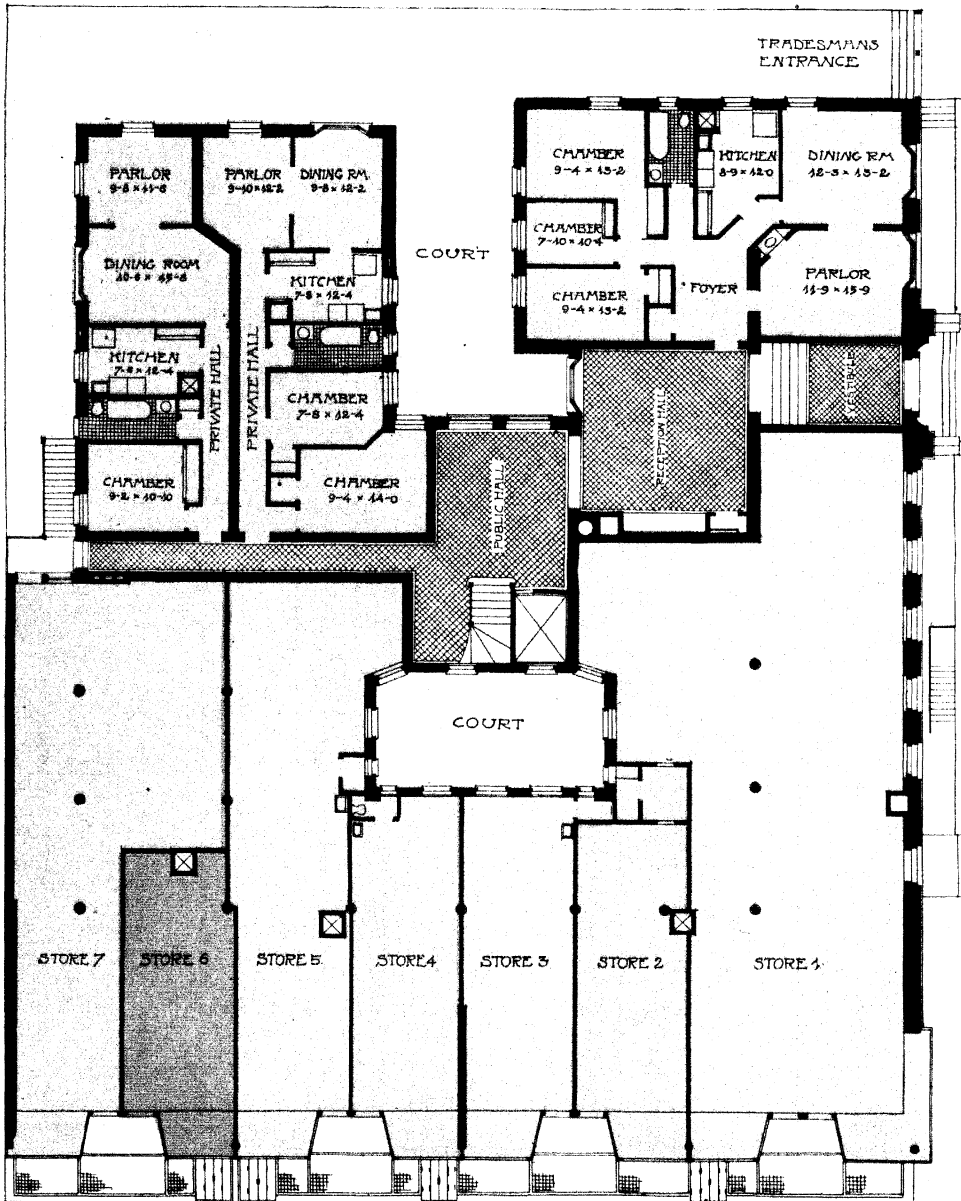 TRADESMANS
ENTRANCE
PARLOR
9-8 × 11-6
PARLOR
9-10 × 12-2
DINING RM.
9-8 × 12-2
CHAMBER
9-4 × 13-2
KITCHEN
8-9 × 12-0
DINING RM
12-3 × 13-2
CHAMBER
7-10 × 10-4
COURT
DINING ROOM
10-6 × 15-8
KITCHEN
7-8 × 12-4
CHAMBER
9-4 × 13-2
FOYER
PARLOR
11-9 × 15-9
KITCHEN
7-8 × 12-4
PRIVATE HALL
PRIVATE HALL
CHAMBER
7-8 × 12-4
VESTIBULE
RECEPTION HALL
CHAMBER
9-2 × 10-10
CHAMBER
9-4 × 14-0
PUBLIC HALL
COURT
STORE 7
STORE 6
STORE 5
STORE 4
STORE 3
STORE 2
STORE 1